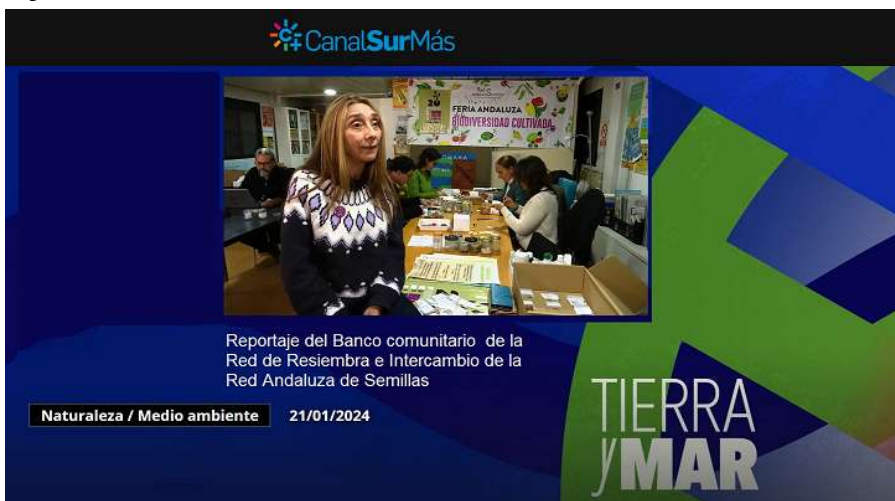 CanalSurMás
FERIA ANDALUZA
BIODIVERSIDAD CULTIVADA
Reportaje del Banco comunitario de la
Red de Resiembra e Intercambio de la
Red Andaluza de Semillas
Naturaleza / Medio ambiente
21/01/2024
TIERRA
y MAR